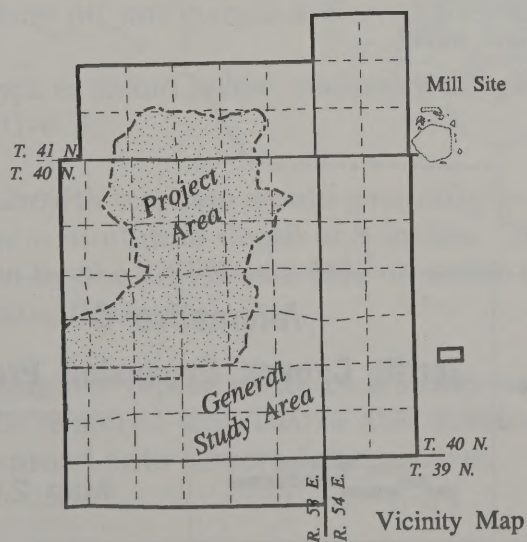 Mill Site
T. 41 N.
T. 40 N.
Project
Area
General
Study Area
T. 40 N.
T. 39 N.
R. 53 E.
R. 54 E.
Vicinity Map